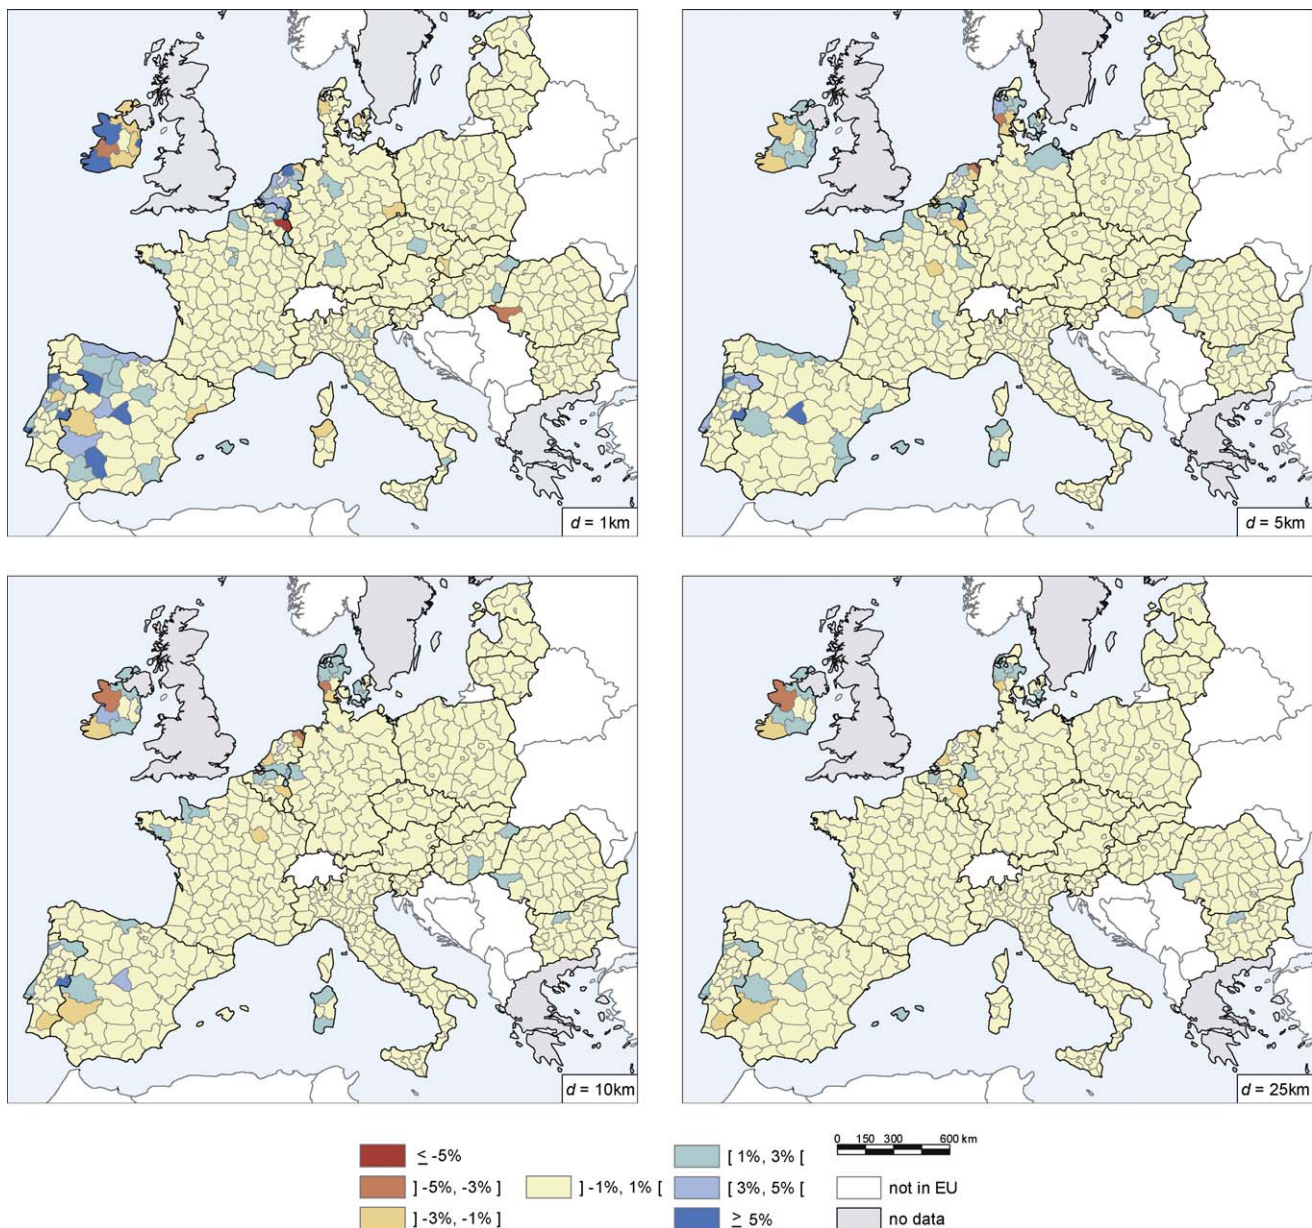 d = 1km
d = 5km
d = 10km
d = 25km
≤ -5%
] -5%, -3% ]
] -3%, -1% ]
] -1%, 1% [
[ 1%, 3% [
[ 3%, 5% [
≥ 5%
0 150 300 600 km
not in EU
no data